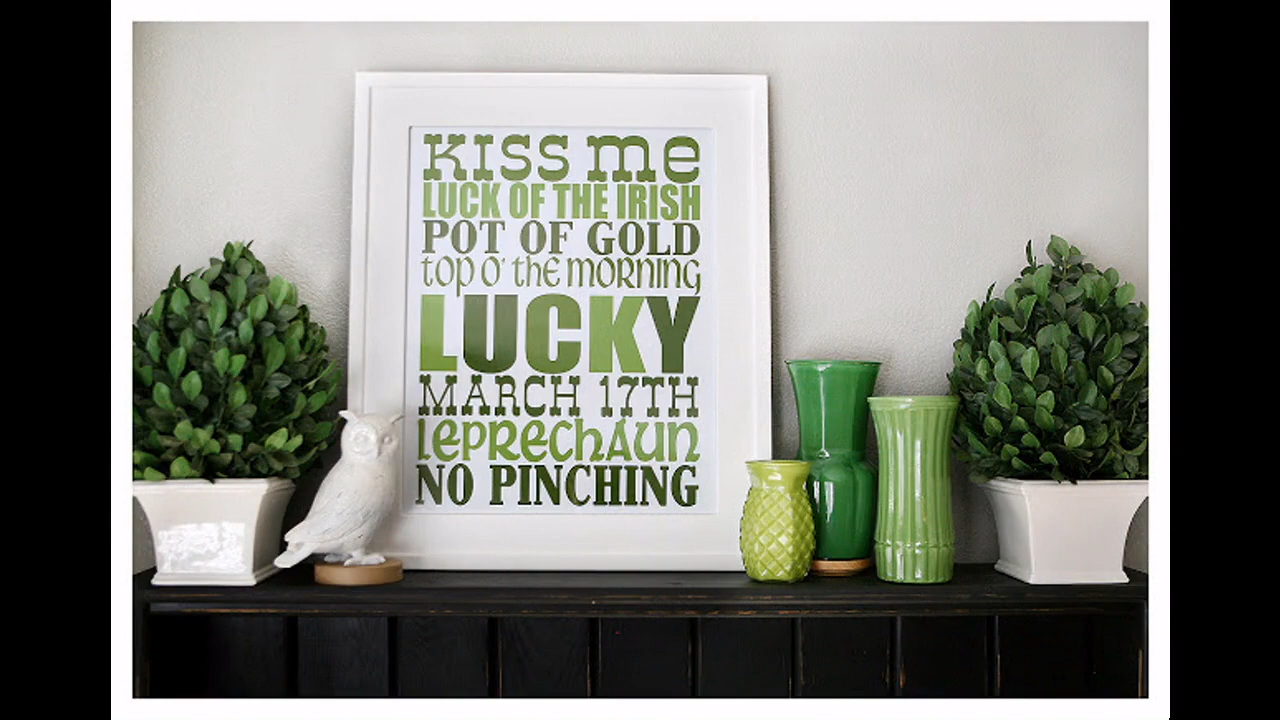 Kiss me
LUCK OF THE IRISH
POT OF GOLD
top o' the morning
LUCKY
MARCH 17TH
leprechaun
NO PINCHING